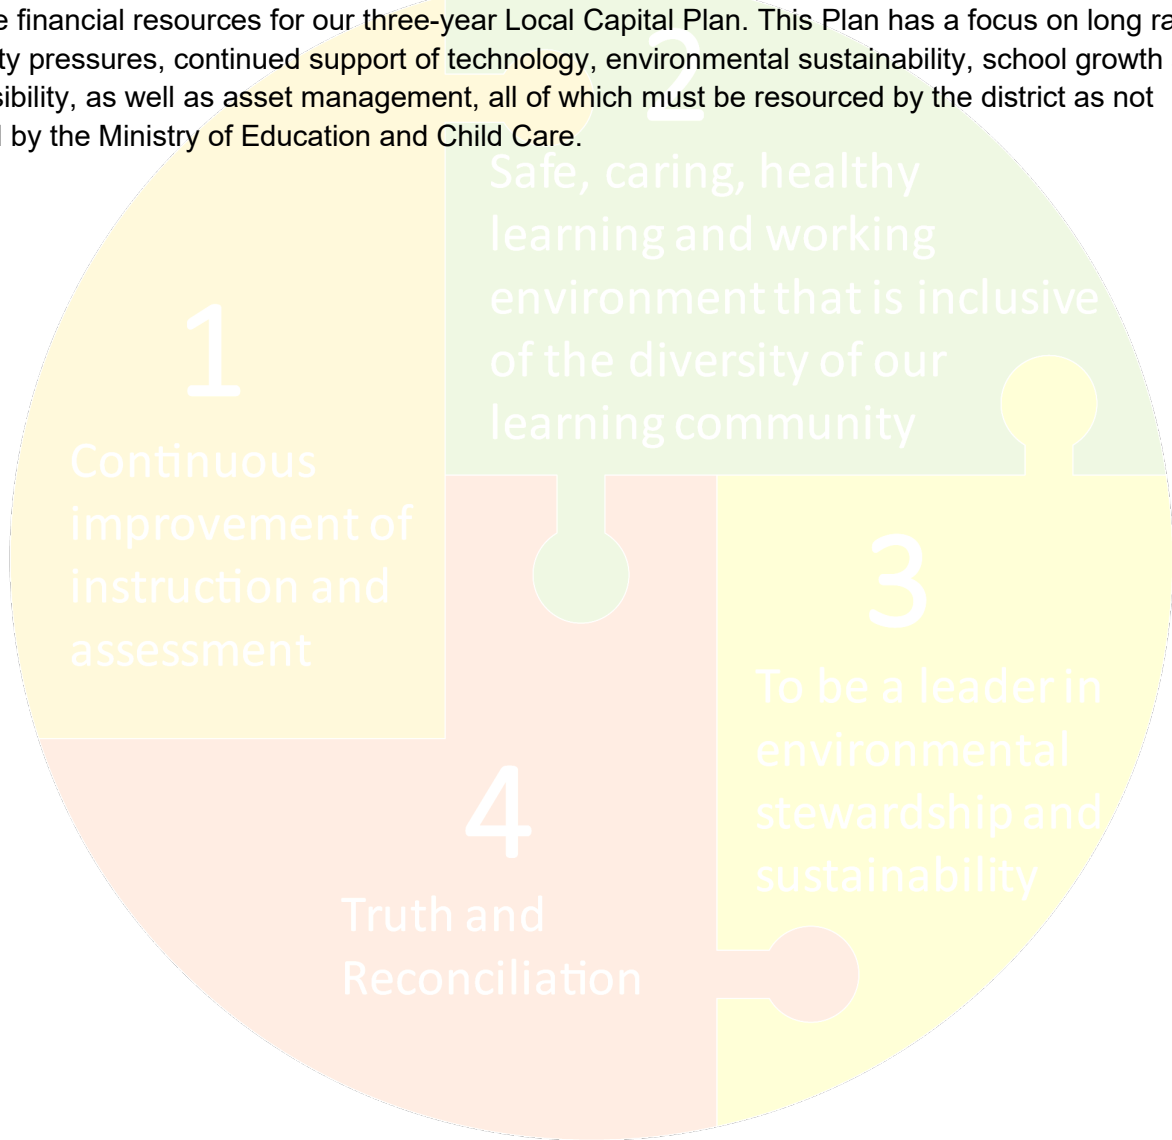 e financial resources for our three-year Local Capital Plan. This Plan has a focus on long ra
ty pressures, continued support of technology, environmental sustainability, school growth
sibility, as well as asset management, all of which must be resourced by the district as not
d by the Ministry of Education and Child Care.
2
Safe, caring, healthy
learning and working
environment that is inclusive
of the diversity of our
learning community
1
Continuous
improvement of
instruction and
assessment
3
To be a leader in
environmental
stewardship and
sustainability
4
Truth and
Reconciliation